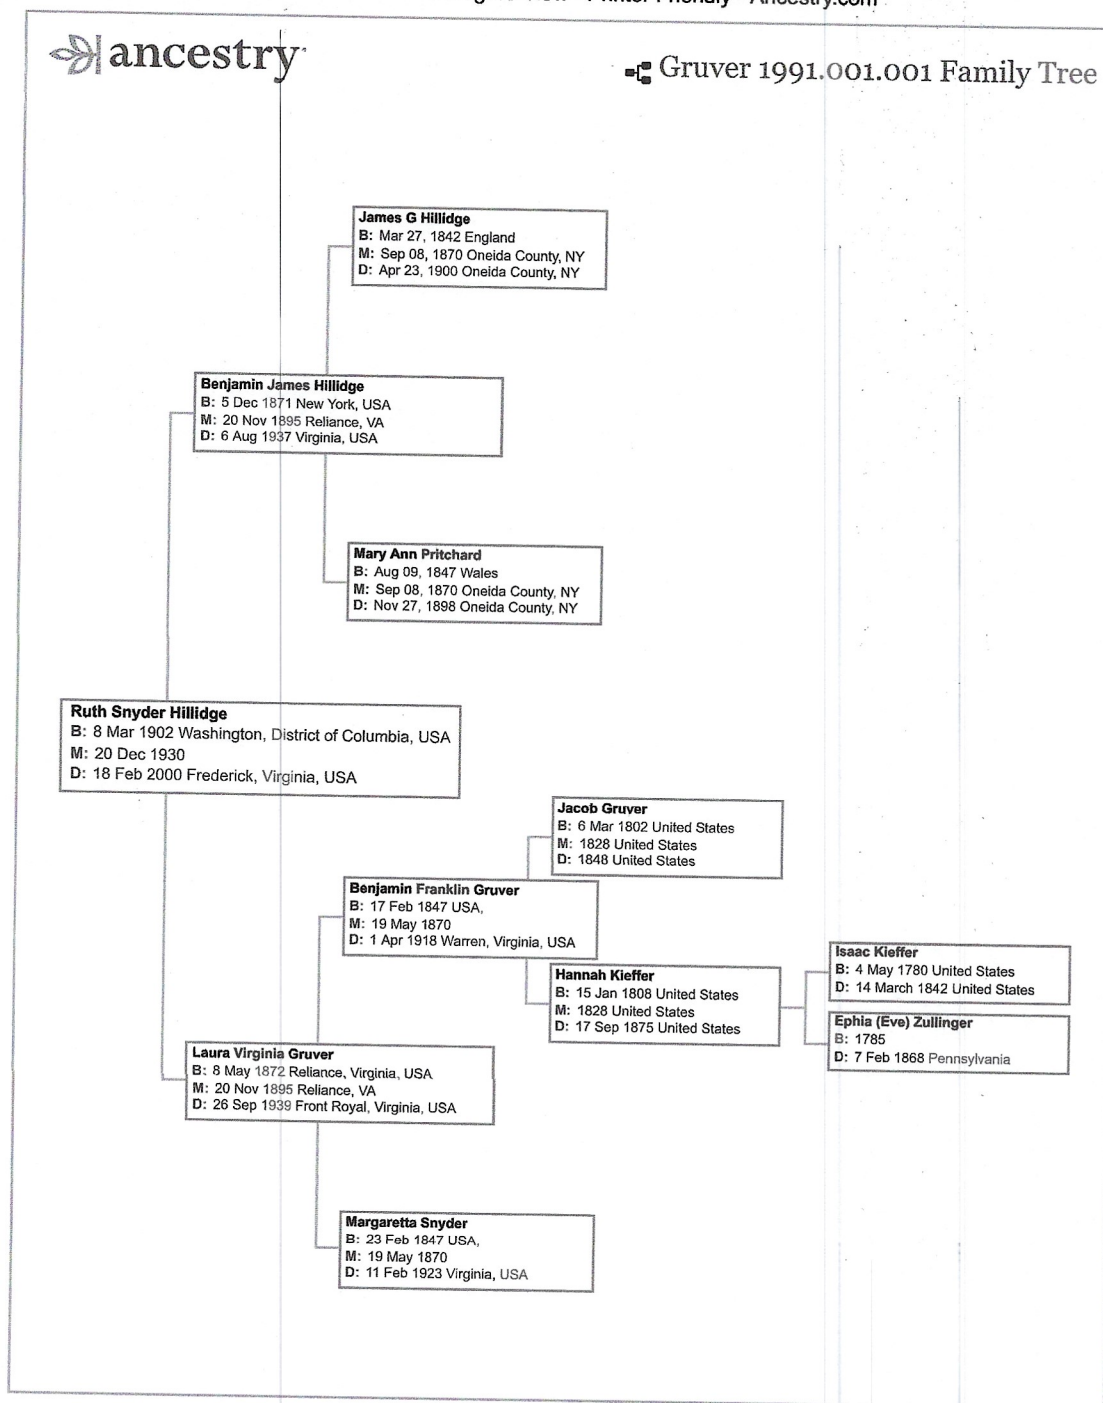 Printer Friendly - Ancestry.com
ancestry
Gruver 1991.001.001 Family Tree
James G Hillidge
B: Mar 27, 1842 England
M: Sep 08, 1870 Oneida County, NY
D: Apr 23, 1900 Oneida County, NY
Benjamin James Hillidge
B: 5 Dec 1871 New York, USA
M: 20 Nov 1895 Reliance, VA
D: 6 Aug 1937 Virginia, USA
Mary Ann Pritchard
B: Aug 09, 1847 Wales
M: Sep 08, 1870 Oneida County, NY
D: Nov 27, 1898 Oneida County, NY
Ruth Snyder Hillidge
B: 8 Mar 1902 Washington, District of Columbia, USA
M: 20 Dec 1930
D: 18 Feb 2000 Frederick, Virginia, USA
Jacob Gruver
B: 6 Mar 1802 United States
M: 1828 United States
D: 1848 United States
Benjamin Franklin Gruver
B: 17 Feb 1847 USA,
M: 19 May 1870
D: 1 Apr 1918 Warren, Virginia, USA
Hannah Kieffer
B: 15 Jan 1808 United States
M: 1828 United States
D: 17 Sep 1875 United States
Isaac Kieffer
B: 4 May 1780 United States
D: 14 March 1842 United States
Ephia (Eve) Zullinger
B: 1785
D: 7 Feb 1868 Pennsylvania
Laura Virginia Gruver
B: 8 May 1872 Reliance, Virginia, USA
M: 20 Nov 1895 Reliance, VA
D: 26 Sep 1939 Front Royal, Virginia, USA
Margaretta Snyder
B: 23 Feb 1847 USA,
M: 19 May 1870
D: 11 Feb 1923 Virginia, USA